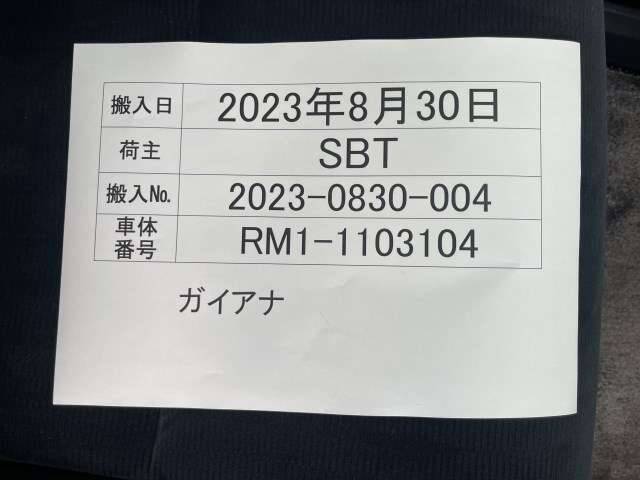 搬入日 2023年8月30日
荷主 SBT
搬入No. 2023-0830-004
車体
番号 RM1-1103104
ガイアナ